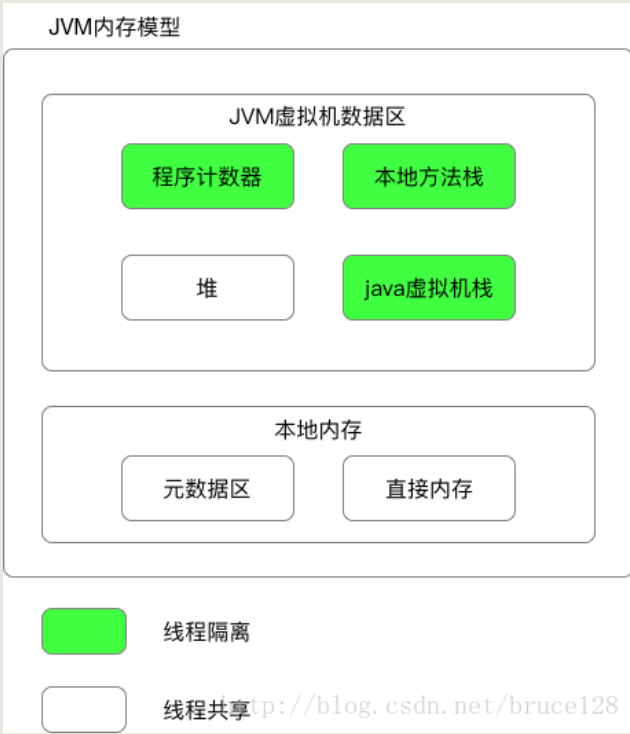 JVM内存模型
JVM虚拟机数据区
程序计数器 本地方法栈
堆 java虚拟机栈
本地内存
元数据区 直接内存
线程隔离
线程共享
http://blog.csdn.net/bruce128